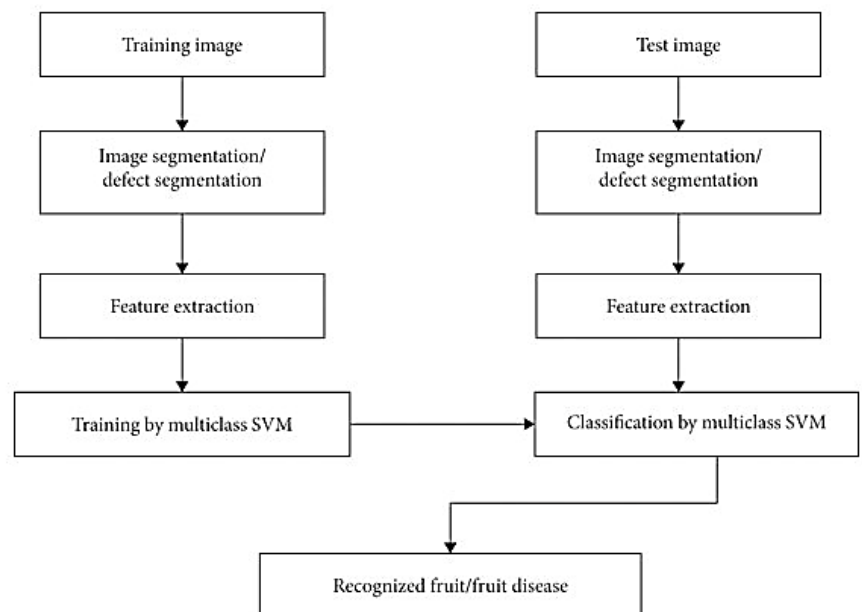 Training image
Test image
Image segmentation/
defect segmentation
Image segmentation/
defect segmentation
Feature extraction
Feature extraction
Training by multiclass SVM
Classification by multiclass SVM
Recognized fruit/fruit disease